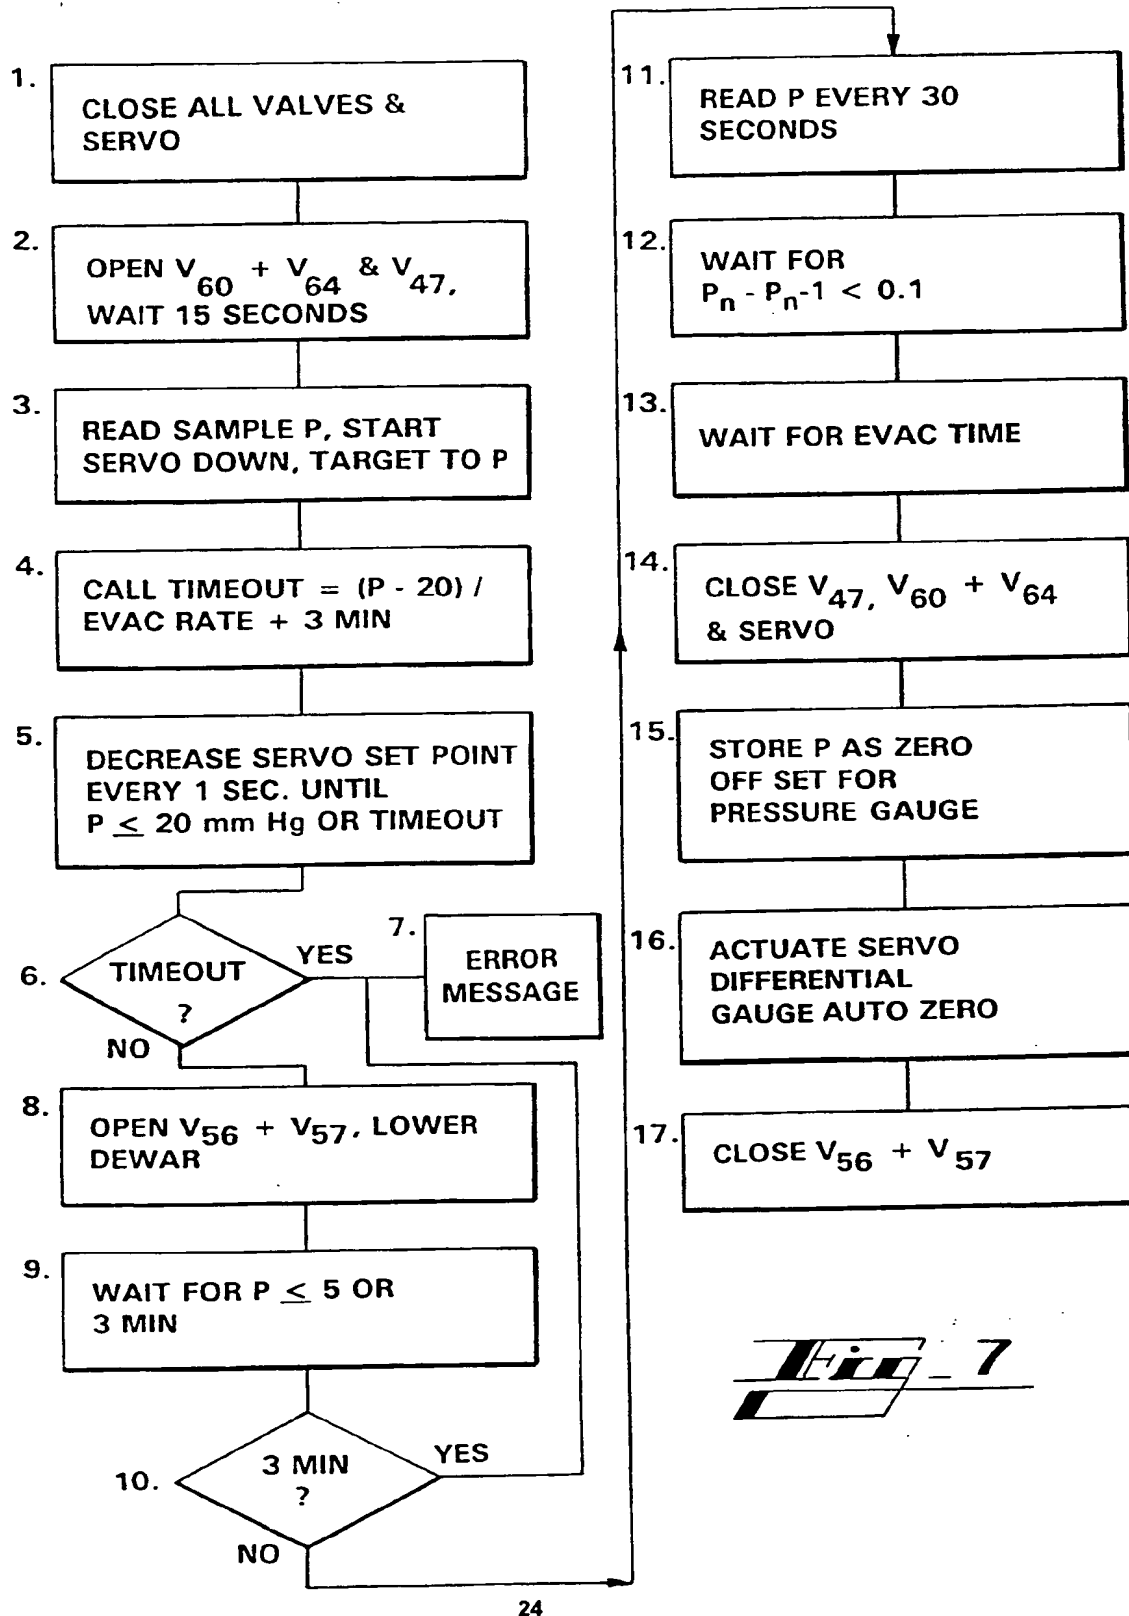 1.
CLOSE ALL VALVES &
SERVO
2.
OPEN V60 + V64 & V47,
WAIT 15 SECONDS
3.
READ SAMPLE P, START
SERVO DOWN, TARGET TO P
4.
CALL TIMEOUT = (P - 20) /
EVAC RATE + 3 MIN
5.
DECREASE SERVO SET POINT
EVERY 1 SEC. UNTIL
P ≤ 20 mm Hg OR TIMEOUT
6.
TIMEOUT
?
YES
NO
7.
ERROR
MESSAGE
8.
OPEN V56 + V57, LOWER
DEWAR
9.
WAIT FOR P ≤ 5 OR
3 MIN
10.
3 MIN
?
YES
NO
11.
READ P EVERY 30
SECONDS
12.
WAIT FOR
Pn - Pn-1 < 0.1
13.
WAIT FOR EVAC TIME
14.
CLOSE V47, V60 + V64
& SERVO
15.
STORE P AS ZERO
OFF SET FOR
PRESSURE GAUGE
16.
ACTUATE SERVO
DIFFERENTIAL
GAUGE AUTO ZERO
17.
CLOSE V56 + V57
Fig_7
24